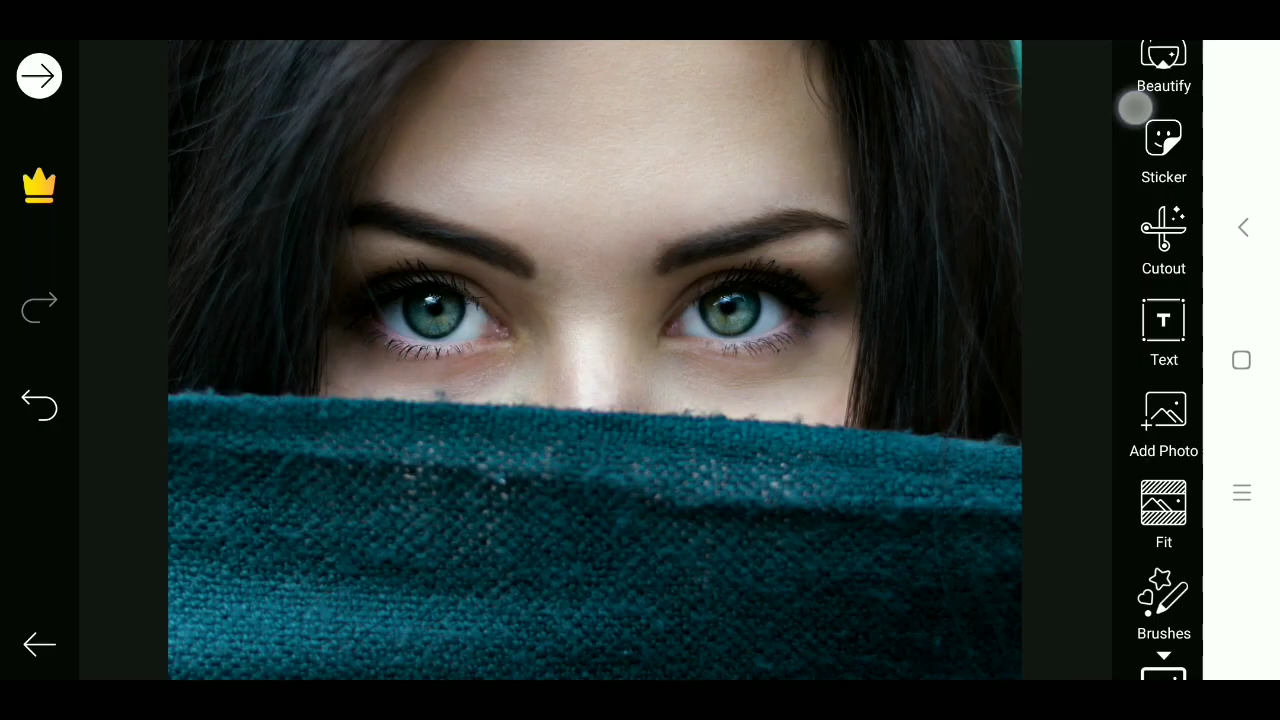 Beautify
Sticker
Cutout
T
Text
Add Photo
Fit
Brushes